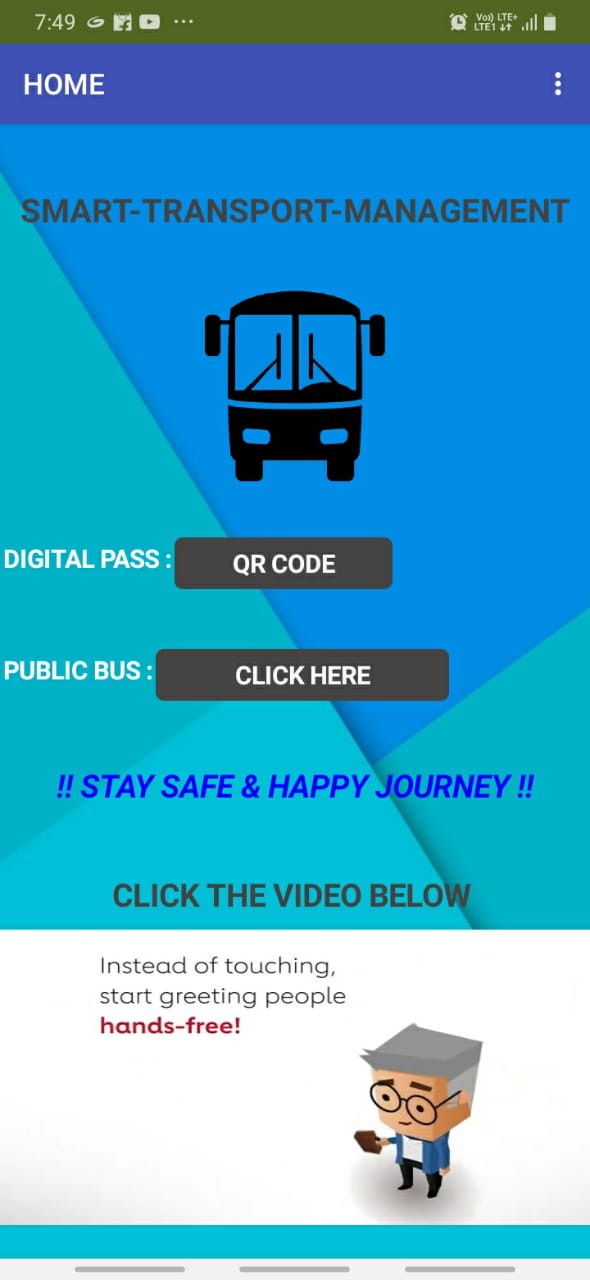 7:49
Vo)) LTE+
LTE1
HOME
SMART-TRANSPORT-MANAGEMENT
DIGITAL PASS : QR CODE
PUBLIC BUS : CLICK HERE
!! STAY SAFE & HAPPY JOURNEY !!
CLICK THE VIDEO BELOW
Instead of touching,
start greeting people
hands-free!